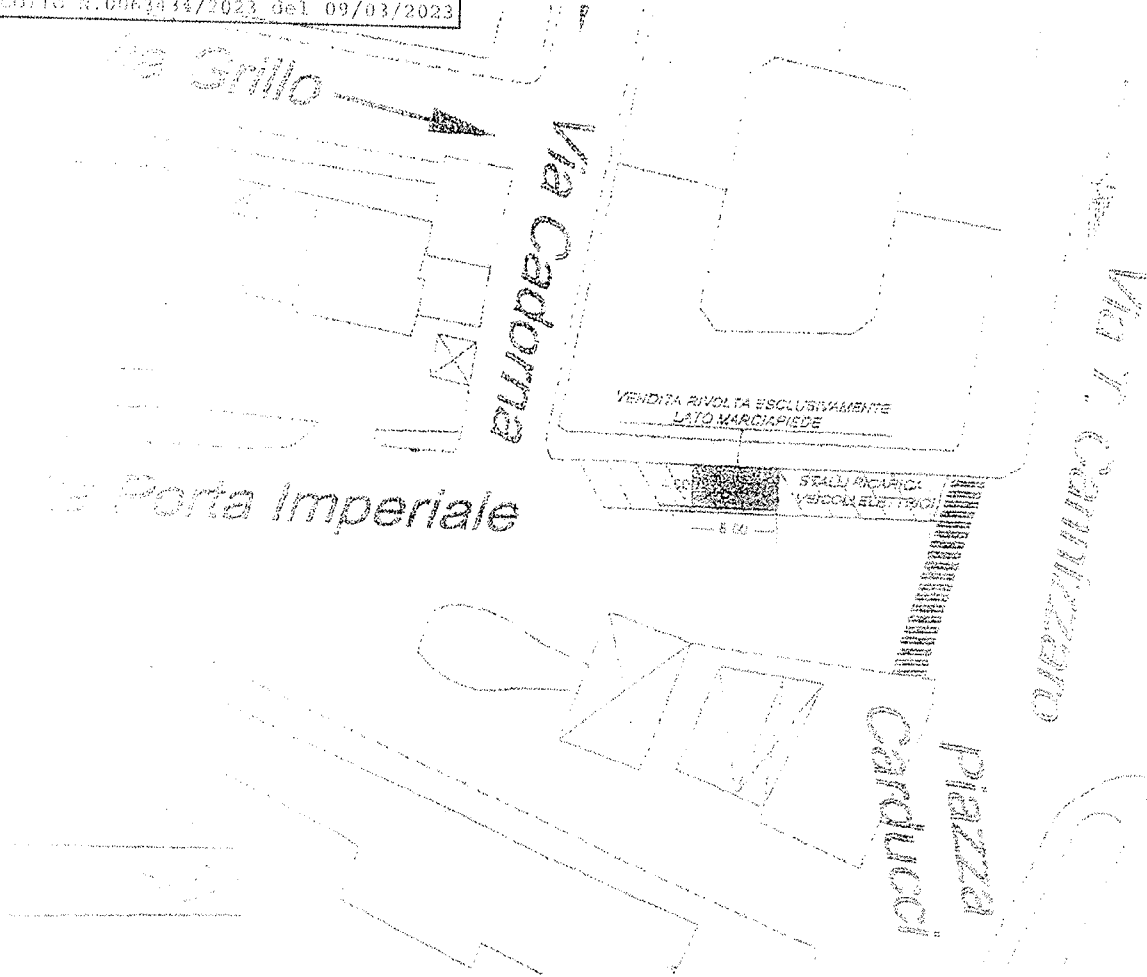 N.0063434/2023 del 09/03/2023
Grillo
Via Cadorna
Via T. Cannizzaro
VENDITA RIVOLTA ESCLUSIVAMENTE
LATO MARCIAPIEDE
STALLI RICARICA
VEICOLI ELETTRICI
Porta Imperiale
Piazza
Carducci